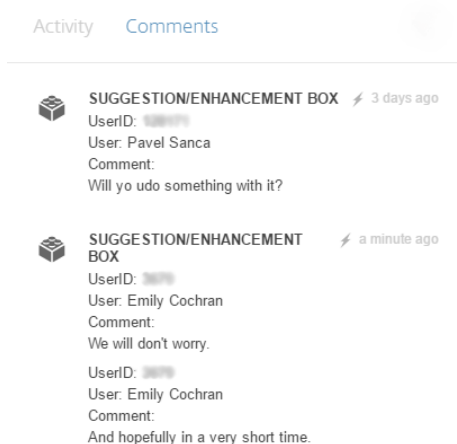 Activity Comments
SUGGESTION/ENHANCEMENT BOX 3 days ago
UserID:
User: Pavel Sanca
Comment:
Will yo udo something with it?
SUGGESTION/ENHANCEMENT a minute ago
BOX
UserID:
User: Emily Cochran
Comment:
We will don't worry.
UserID:
User: Emily Cochran
Comment:
And hopefully in a very short time.